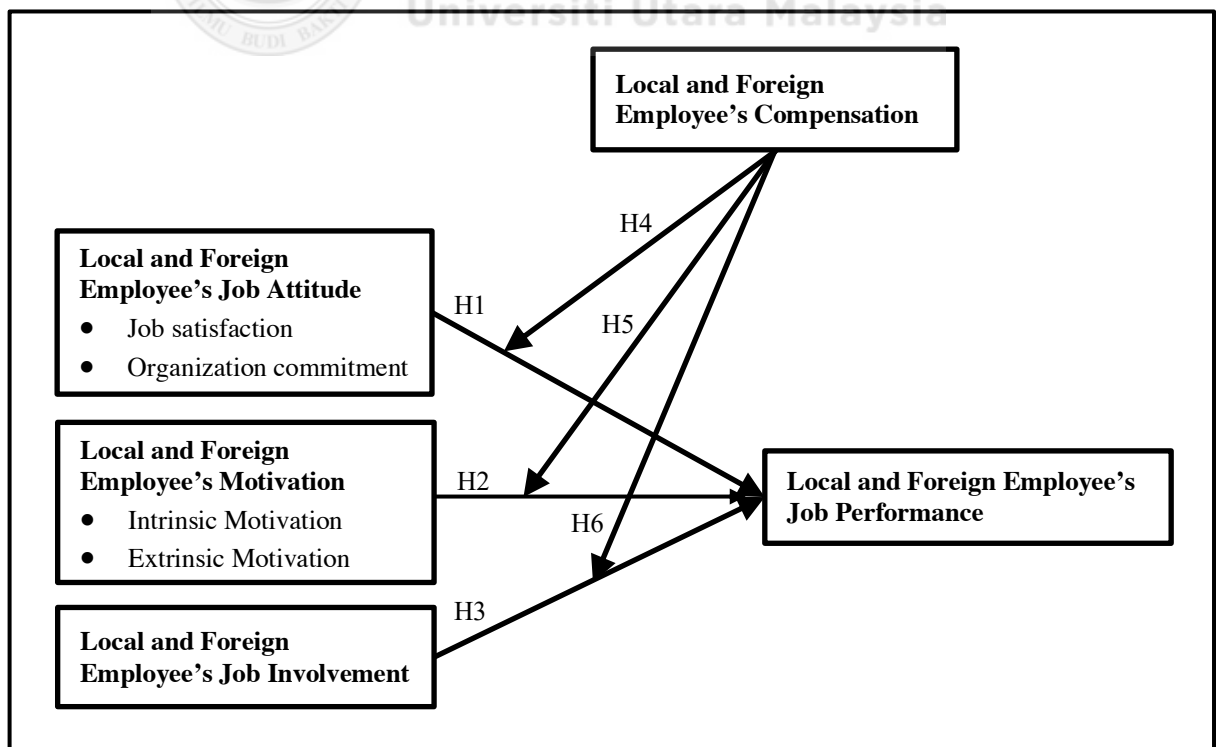 Universiti Utara Malaysia
BUDI BAK
Local and Foreign
Employee's Compensation
H4
Local and Foreign
Employee's Job Attitude
● Job satisfaction
● Organization commitment
H1
H5
Local and Foreign
Employee's Motivation
● Intrinsic Motivation
● Extrinsic Motivation
H2
Local and Foreign Employee's
Job Performance
H6
H3
Local and Foreign
Employee's Job Involvement